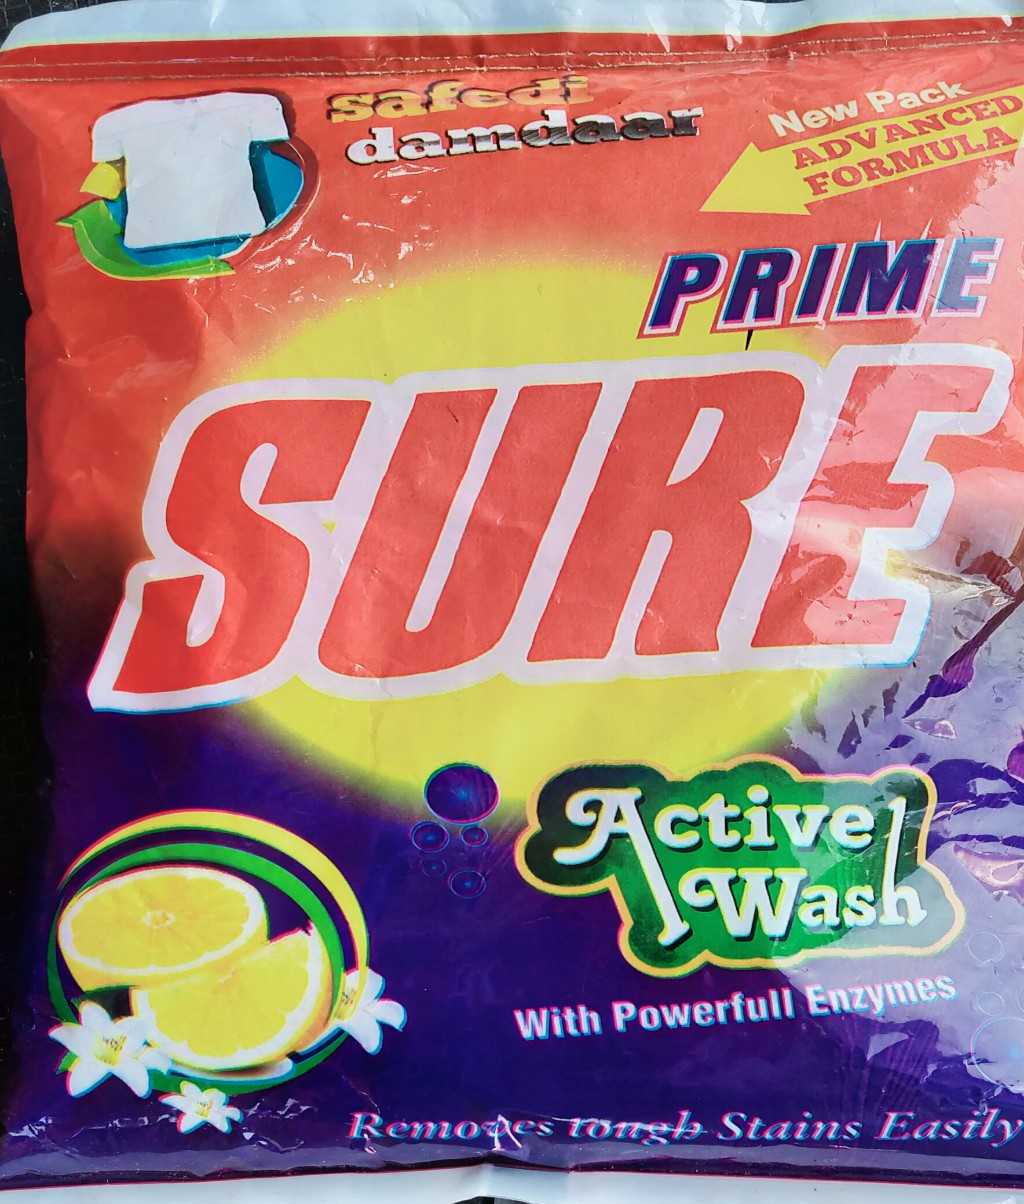 safedi
damdaar
New Pack
ADVANCED
FORMULA
PRIME
SURE
Active
Wash
With Powerfull Enzymes
Removes tough Stains Easily